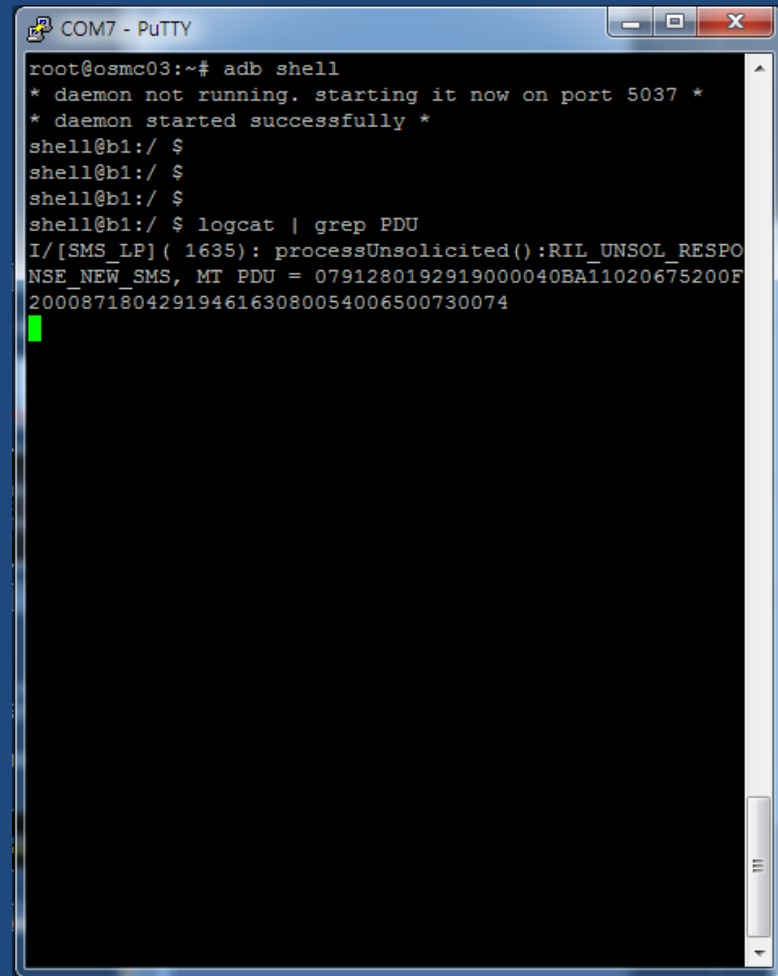 COM7 - PuTTY
root@osmc03:~# adb shell
* daemon not running. starting it now on port 5037 *
* daemon started successfully *
shell@b1:/ $
shell@b1:/ $
shell@b1:/ $
shell@b1:/ $ logcat | grep PDU
I/[SMS_LP]( 1635): processUnsolicited():RIL_UNSOL_RESPO
NSE_NEW_SMS, MT PDU = 0791280192919000040BA11020675200F
2000871804291946163080054006500730074